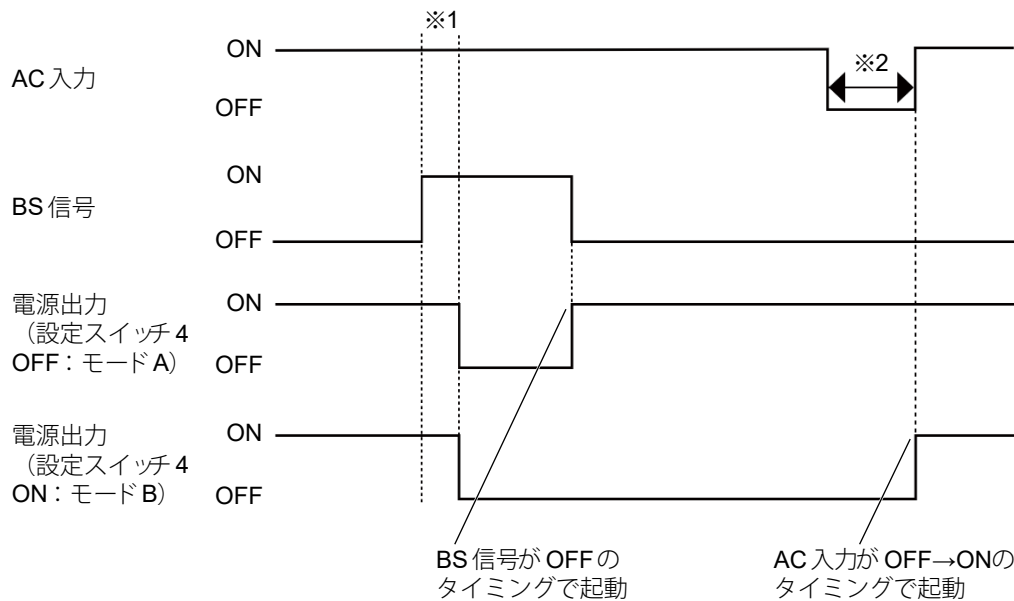 ※1
ON
AC入力
※2
OFF
ON
BS信号
OFF
電源出力
（設定スイッチ4
OFF：モードA）
ON
OFF
電源出力
（設定スイッチ4
ON：モードB）
ON
OFF
BS信号がOFFの
タイミングで起動
AC入力がOFF→ONの
タイミングで起動